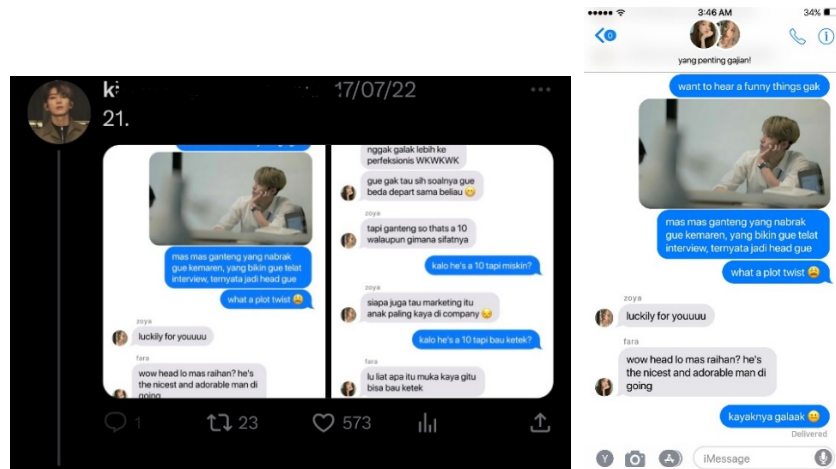 17/07/22
21.
mas mas ganteng yang nabrak
gue kemaren, yang bikin gue telat
interview, ternyata jadi head gue
what a plot twist 😩
zoya
luckily for youuuu
fara
wow head lo mas raihan? he's
the nicest and adorable man di
going
nggak galak lebih ke
perfeksionis WKWKWK
gue gak tau sih soalnya gue
beda depart sama beliau 😋
zoya
tapi ganteng so thats a 10
walaupun gimana sifatnya
kalo he's a 10 tapi miskin?
zoya
siapa juga tau marketing itu
anak paling kaya di company 😏
kalo he's a 10 tapi bau ketek?
fara
lu liat apa itu muka kaya gitu
bisa bau ketek
1
23
573
3:46 AM
34%
0
yang penting gajian!
want to hear a funny things gak
mas mas ganteng yang nabrak
gue kemaren, yang bikin gue telat
interview, ternyata jadi head gue
what a plot twist 😩
zoya
luckily for youuuu
fara
wow head lo mas raihan? he's
the nicest and adorable man di
going
kayaknya galaak 😕
Delivered
iMessage